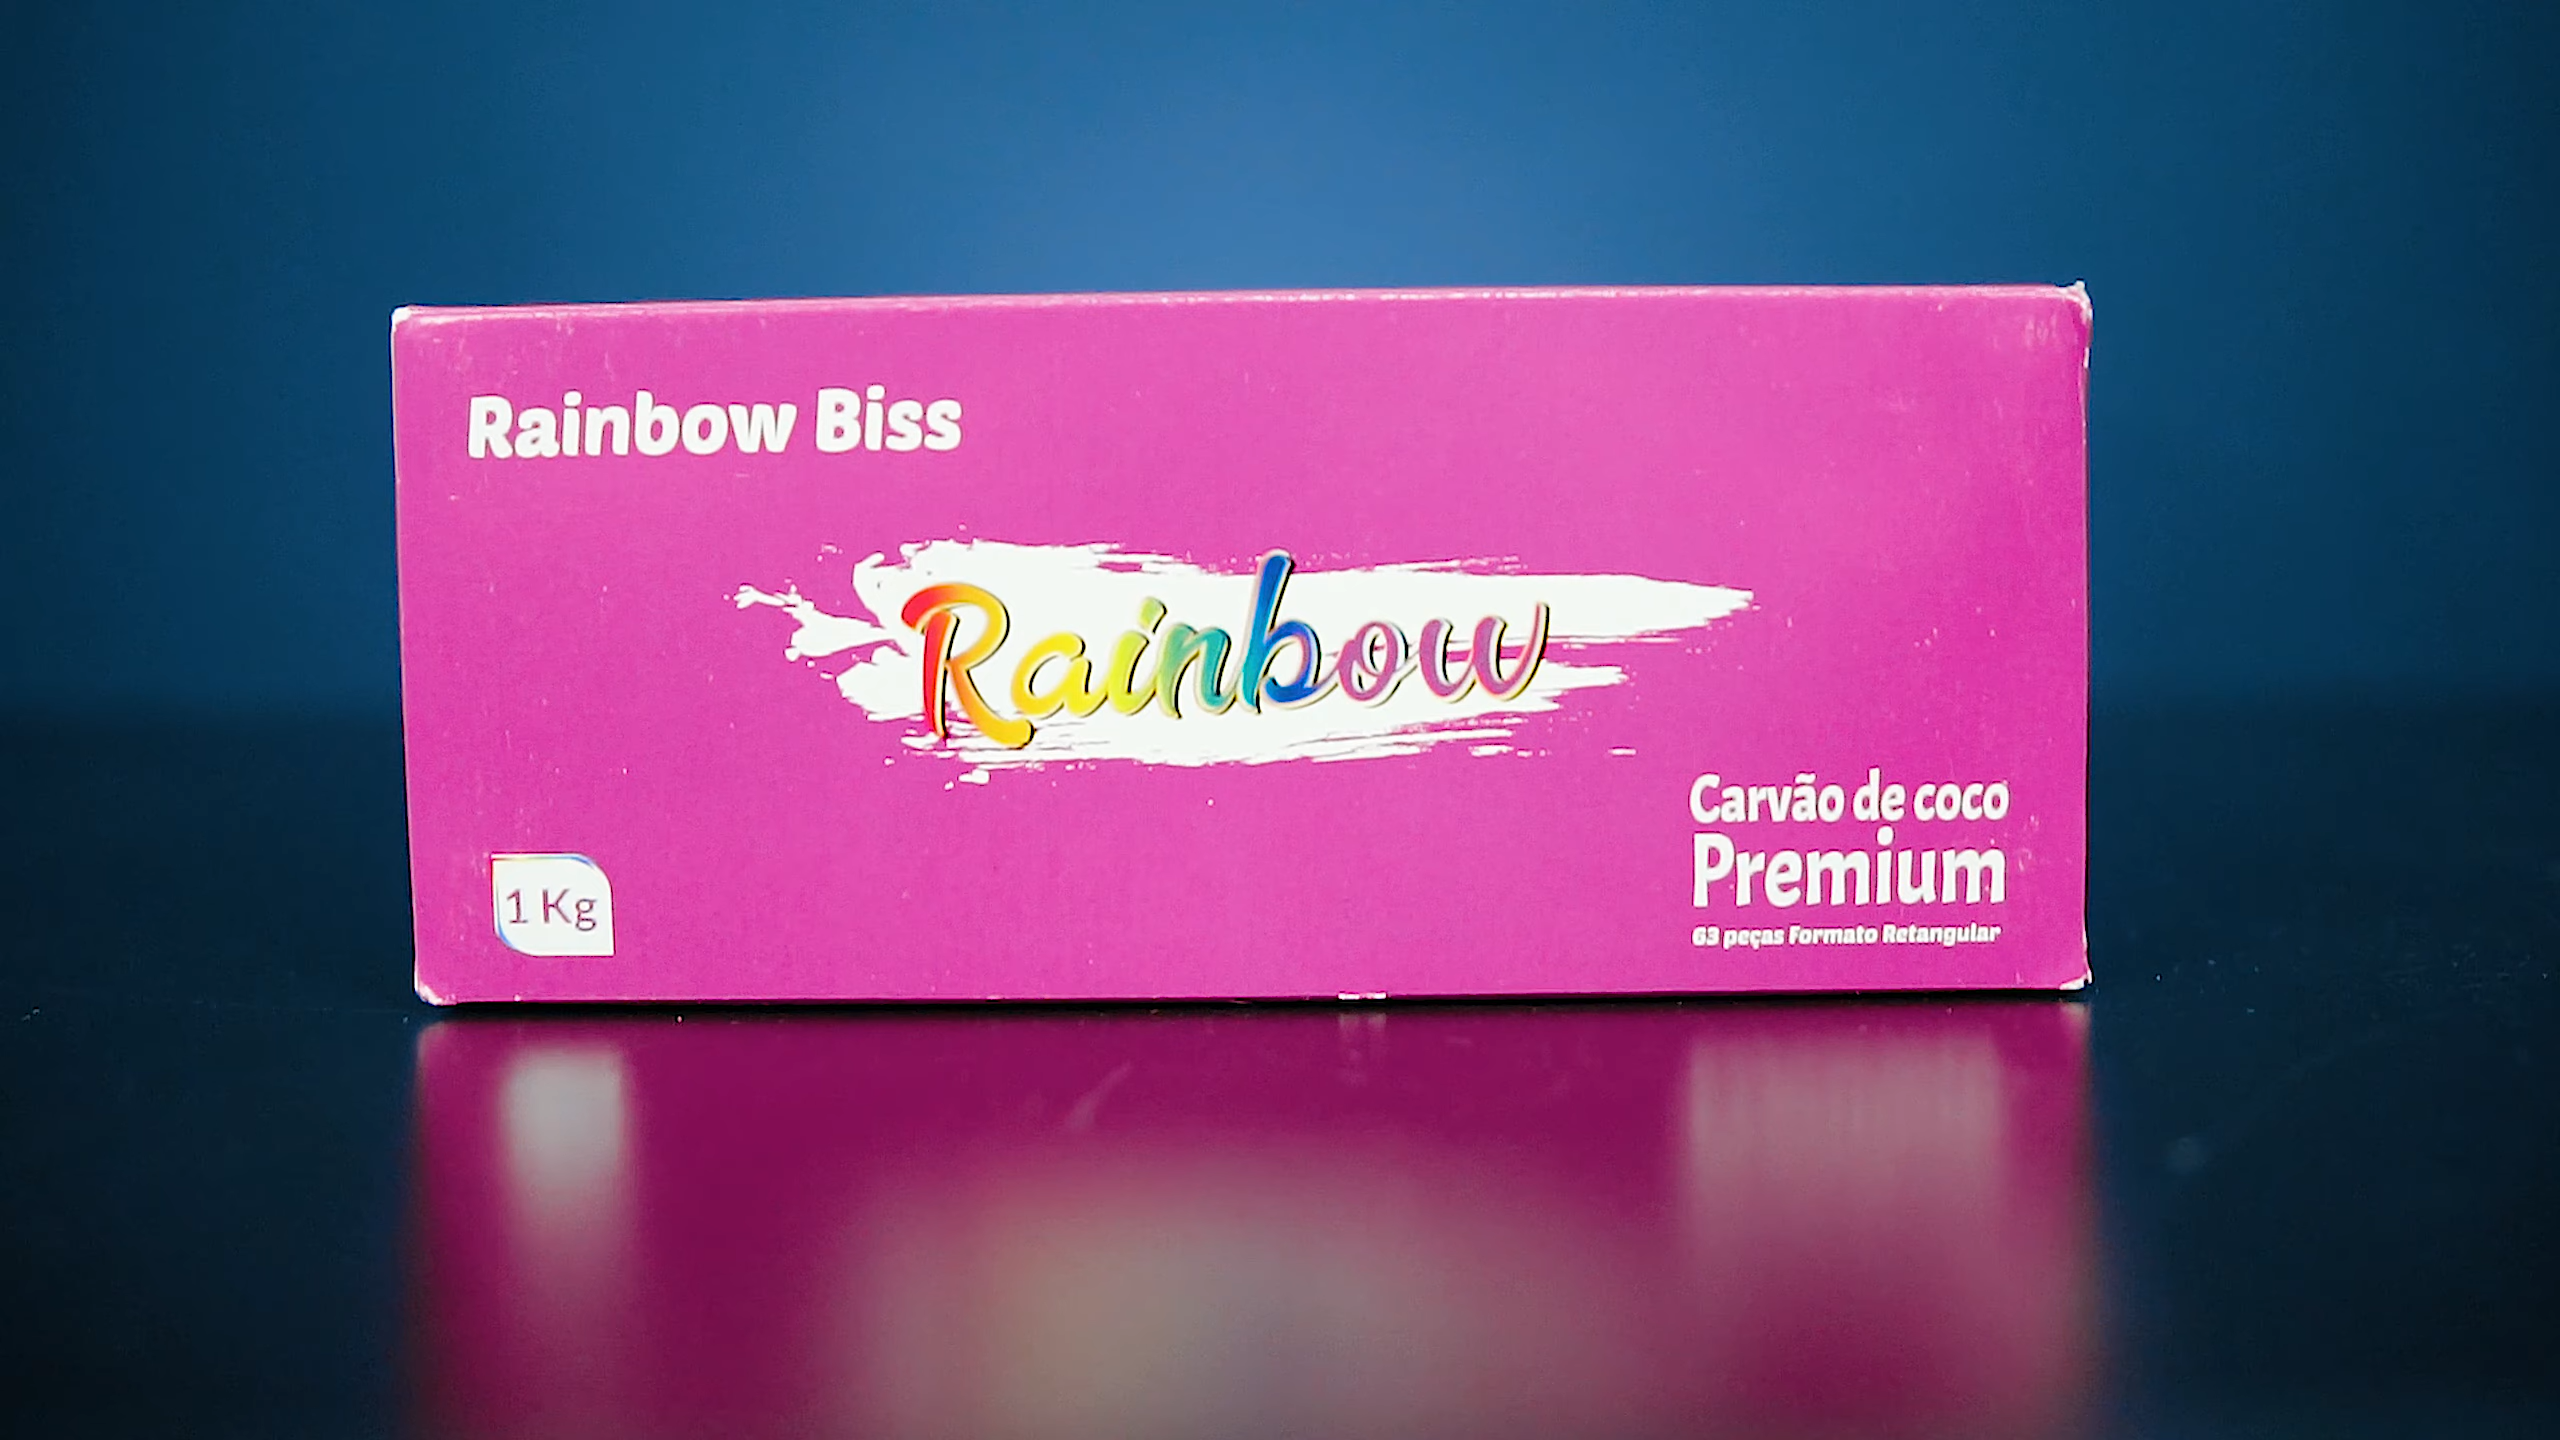 Rainbow Biss
Rainbow
1 Kg
Carvão de coco
Premium
63 peças Formato Retangular